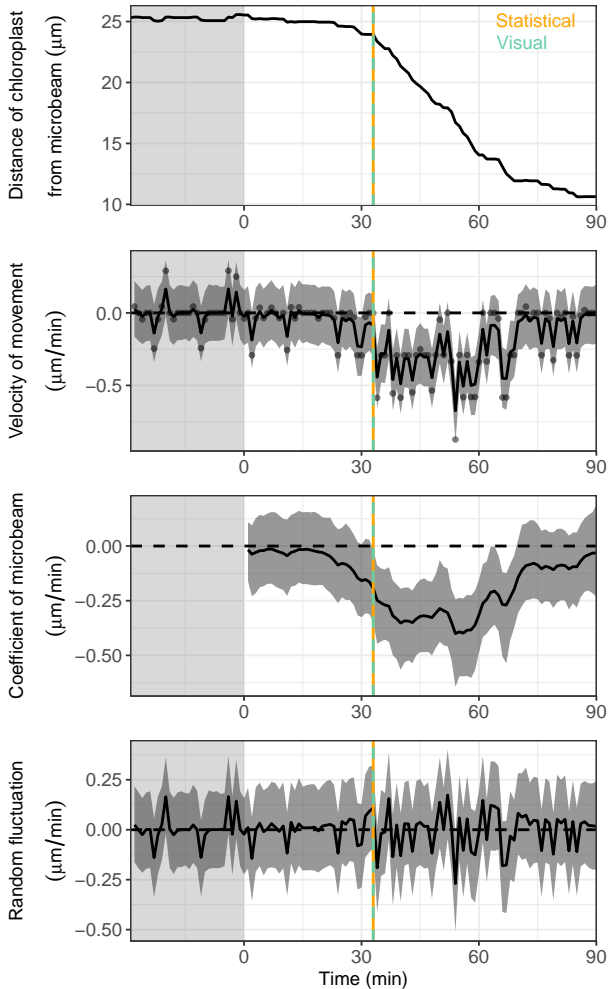 Distance of chloroplast
from microbeam (μm)
25
20
15
10
Statistical
Visual
0
30
60
90
Velocity of movement
(μm/min)
0.0
−0.5
0
30
60
90
Coefficient of microbeam
(μm/min)
0.00
−0.25
−0.50
0
30
60
90
Random fluctuation
(μm/min)
0.25
0.00
−0.25
−0.50
0
30
60
90
Time (min)